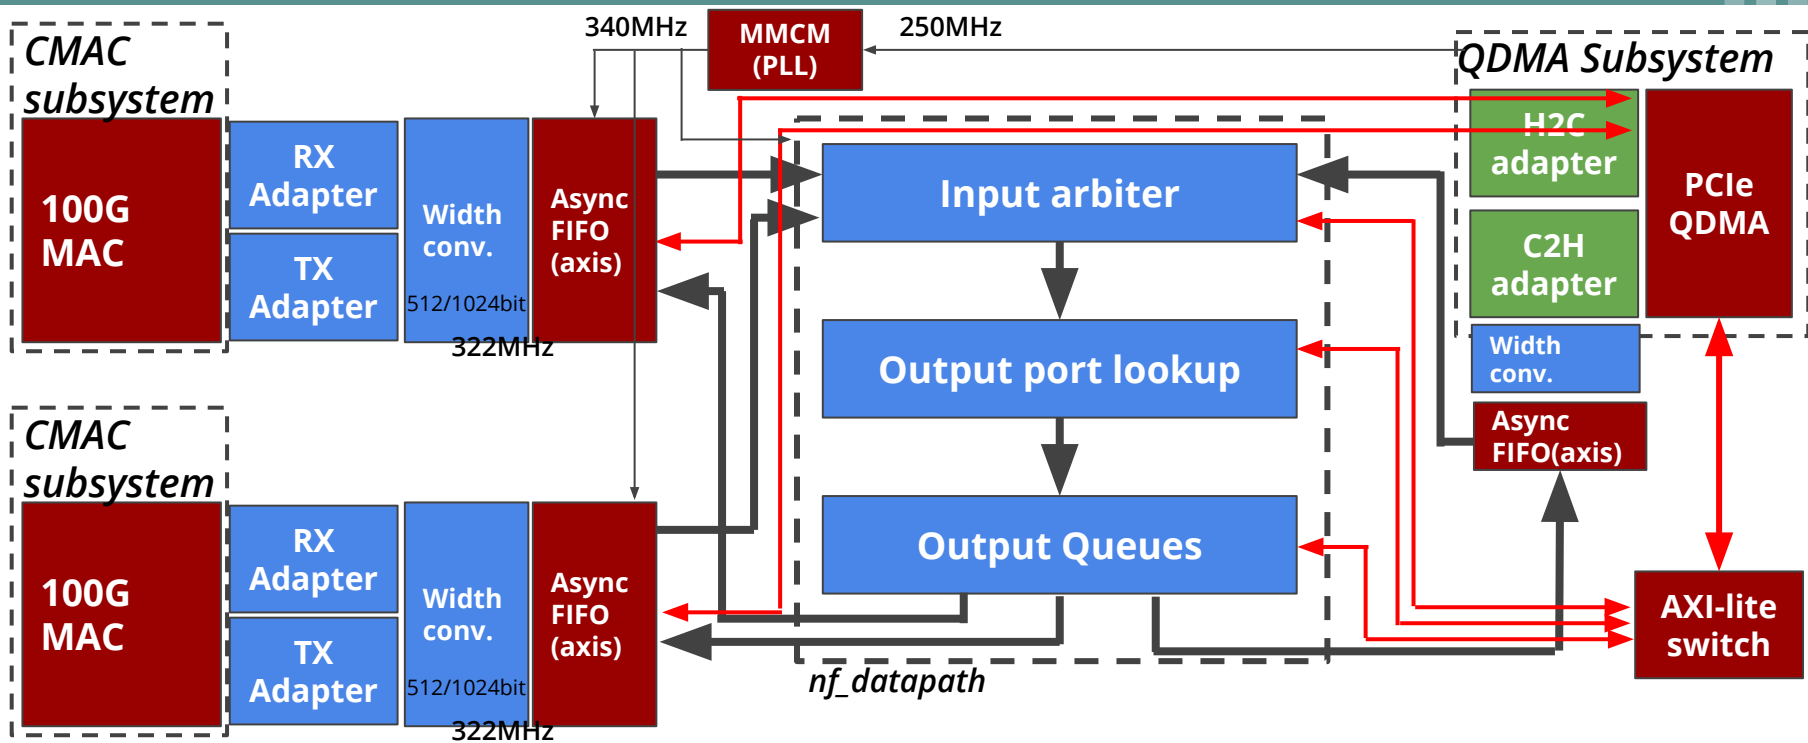 340MHz
MMCM
(PLL)
250MHz
CMAC
subsystem
100G
MAC
RX
Adapter
TX
Adapter
Width
conv.
512/1024bit
322MHz
Async
FIFO
(axis)
Input arbiter
Output port lookup
Output Queues
nf_datapath
QDMA Subsystem
H2C
adapter
C2H
adapter
PCIe
QDMA
Width
conv.
Async
FIFO(axis)
AXI-lite
switch
CMAC
subsystem
100G
MAC
RX
Adapter
TX
Adapter
Width
conv.
512/1024bit
322MHz
Async
FIFO
(axis)